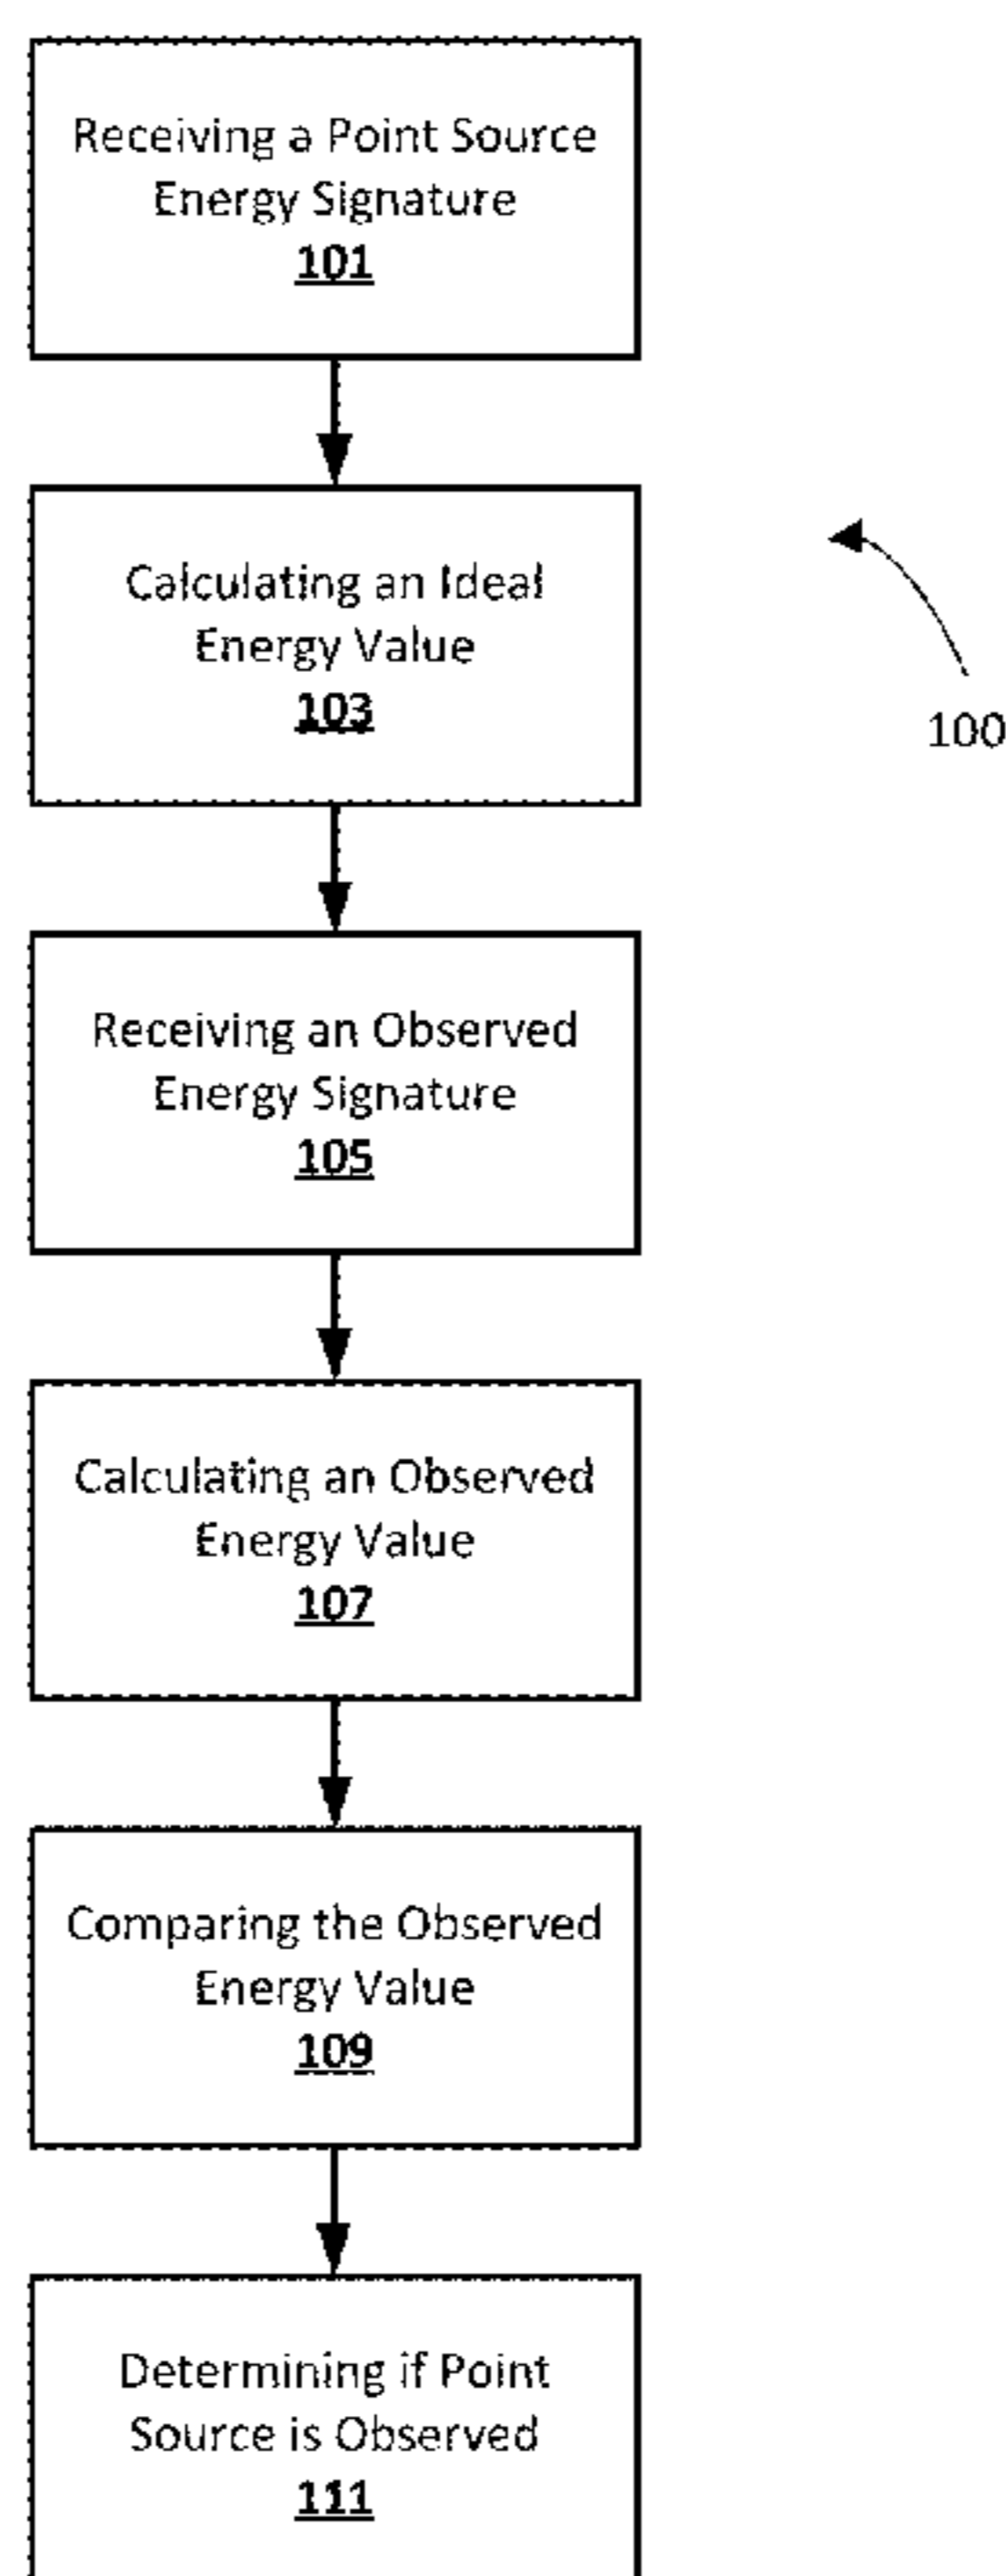 Receiving a Point Source
Energy Signature
101
Calculating an Ideal
Energy Value
103
100
Receiving an Observed
Energy Signature
105
Calculating an Observed
Energy Value
107
Comparing the Observed
Energy Value
109
Determining if Point
Source is Observed
111